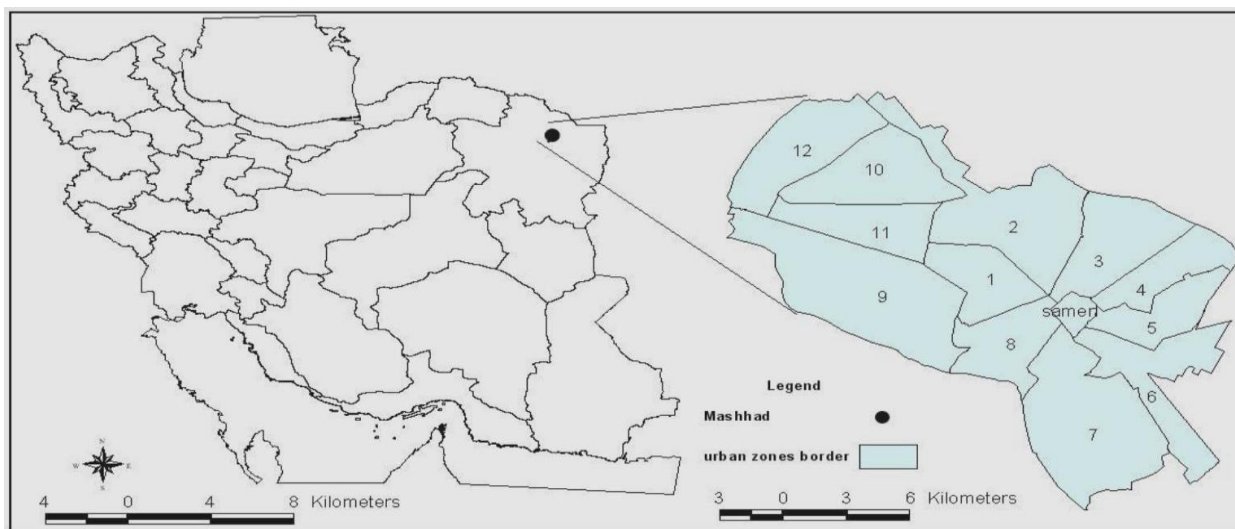 12
10
2
11
3
1
4
9
samen
5
8
6
7
Legend
Mashhad
urban zones border
N
W E
S
4 0 4 8 Kilometers
3 0 3 6 Kilometers